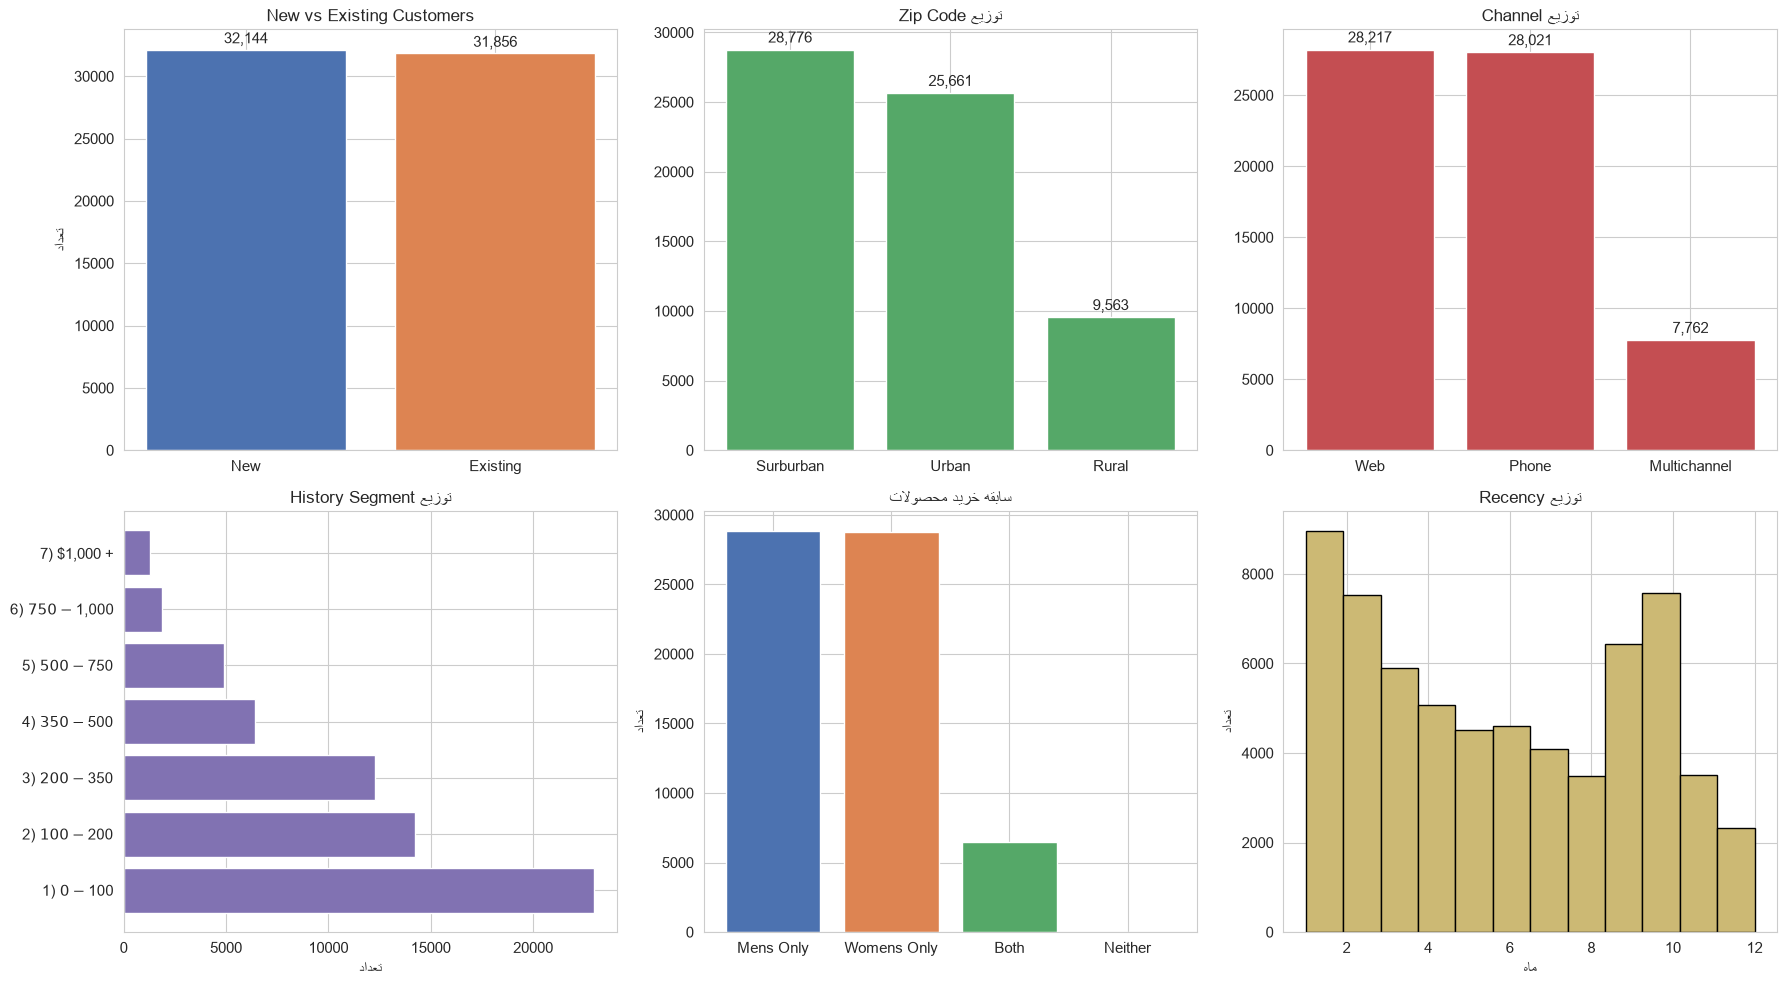 New vs Existing Customers
32,144
31,856
30000
25000
20000
15000
10000
5000
0
تعداد
New
Existing
توزیع Zip Code
28,776
25,661
9,563
30000
25000
20000
15000
10000
5000
0
Surburban
Urban
Rural
توزیع Channel
28,217
28,021
7,762
25000
20000
15000
10000
5000
0
Web
Phone
Multichannel
توزیع History Segment
7) $1,000 +
6) 750 − 1,000
5) 500 − 750
4) 350 − 500
3) 200 − 350
2) 100 − 200
1) 0 − 100
0
5000
10000
15000
20000
تعداد
سابقه خرید محصولات
30000
25000
20000
15000
10000
5000
0
تعداد
Mens Only
Womens Only
Both
Neither
توزیع Recency
8000
6000
4000
2000
0
تعداد
2
4
6
8
10
12
ماه